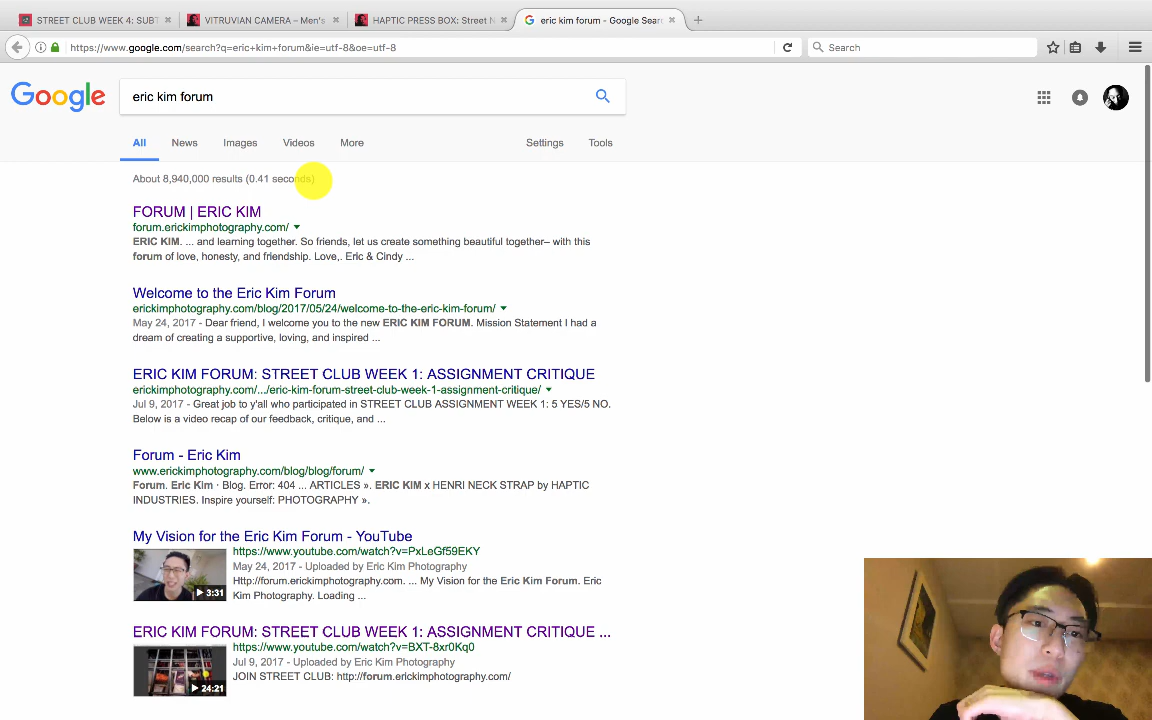 STREET CLUB WEEK 4: SUBT
VITRUVIAN CAMERA – Men's
HAPTIC PRESS BOX: Street N
eric kim forum - Google Sear
https://www.google.com/search?q=eric+kim+forum&ie=utf-8&oe=utf-8
Search
Google
eric kim forum
All
News
Images
Videos
More
Settings
Tools
About 8,940,000 results (0.41 seconds)
FORUM | ERIC KIM
forum.erickimphotography.com/
ERIC KIM. ... and learning together. So friends, let us create something beautiful together– with this
forum of love, honesty, and friendship. Love,. Eric & Cindy ...
Welcome to the Eric Kim Forum
erickimphotography.com/blog/2017/05/24/welcome-to-the-eric-kim-forum/
May 24, 2017 - Dear friend, I welcome you to the new ERIC KIM FORUM. Mission Statement I had a
dream of creating a supportive, loving, and inspired ...
ERIC KIM FORUM: STREET CLUB WEEK 1: ASSIGNMENT CRITIQUE
erickimphotography.com/.../eric-kim-forum-street-club-week-1-assignment-critique/
Jul 9, 2017 - Great job to y'all who participated in STREET CLUB ASSIGNMENT WEEK 1: 5 YES/5 NO.
Below is a video recap of our feedback, critique, and ...
Forum - Eric Kim
www.erickimphotography.com/blog/blog/forum/
Forum. Eric Kim · Blog. Error: 404 ... ARTICLES ». ERIC KIM x HENRI NECK STRAP by HAPTIC
INDUSTRIES. Inspire yourself: PHOTOGRAPHY ».
My Vision for the Eric Kim Forum - YouTube
https://www.youtube.com/watch?v=PxLeGf59EKY
May 24, 2017 - Uploaded by Eric Kim Photography
Http://forum.erickimphotography.com. ... My Vision for the Eric Kim Forum. Eric
Kim Photography. Loading ...
3:31
ERIC KIM FORUM: STREET CLUB WEEK 1: ASSIGNMENT CRITIQUE ...
https://www.youtube.com/watch?v=BXT-8xr0Kq0
Jul 9, 2017 - Uploaded by Eric Kim Photography
JOIN STREET CLUB: http://forum.erickimphotography.com/
24:21